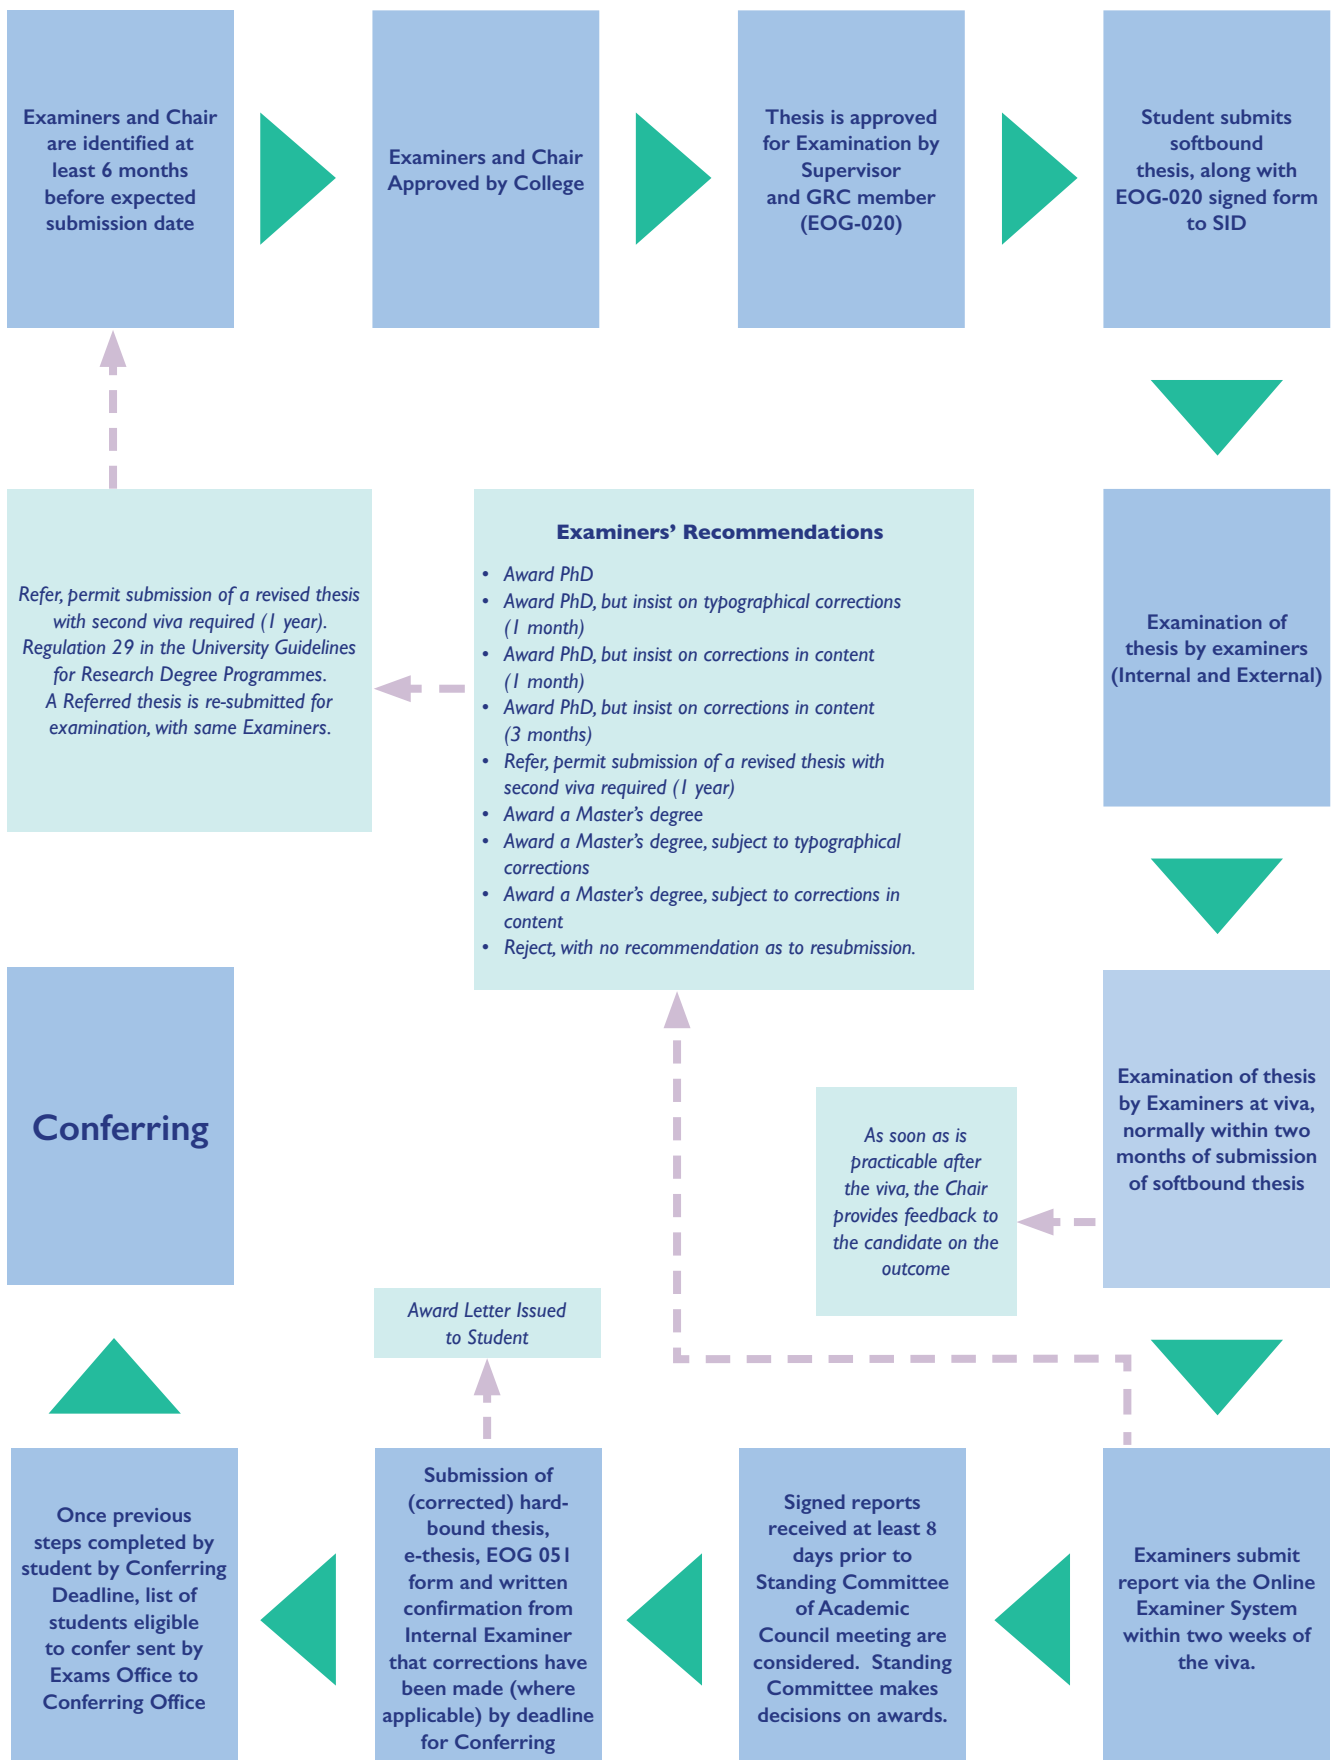 Examiners and Chair
are identified at
least 6 months
before expected
submission date
Examiners and Chair
Approved by College
Thesis is approved
for Examination by
Supervisor
and GRC member
(EOG-020)
Student submits
softbound
thesis, along with
EOG-020 signed form
to SID
Refer, permit submission of a revised thesis
with second viva required (1 year).
Regulation 29 in the University Guidelines
for Research Degree Programmes.
A Referred thesis is re-submitted for
examination, with same Examiners.
Examiners’ Recommendations
• Award PhD
• Award PhD, but insist on typographical corrections
(1 month)
• Award PhD, but insist on corrections in content
(1 month)
• Award PhD, but insist on corrections in content
(3 months)
• Refer, permit submission of a revised thesis with
second viva required (1 year)
• Award a Master’s degree
• Award a Master’s degree, subject to typographical
corrections
• Award a Master’s degree, subject to corrections in
content
• Reject, with no recommendation as to resubmission.
Examination of
thesis by examiners
(Internal and External)
Conferring
As soon as is
practicable after
the viva, the Chair
provides feedback to
the candidate on the
outcome
Examination of thesis
by Examiners at viva,
normally within two
months of submission
of softbound thesis
Award Letter Issued
to Student
Once previous
steps completed by
student by Conferring
Deadline, list of
students eligible
to confer sent by
Exams Office to
Conferring Office
Submission of
(corrected) hard-
bound thesis,
e-thesis, EOG 051
form and written
confirmation from
Internal Examiner
that corrections have
been made (where
applicable) by deadline
for Conferring
Signed reports
received at least 8
days prior to
Standing Committee
of Academic
Council meeting are
considered.  Standing
Committee makes
decisions on awards.
Examiners submit
report via the Online
Examiner System
within two weeks of
the viva.